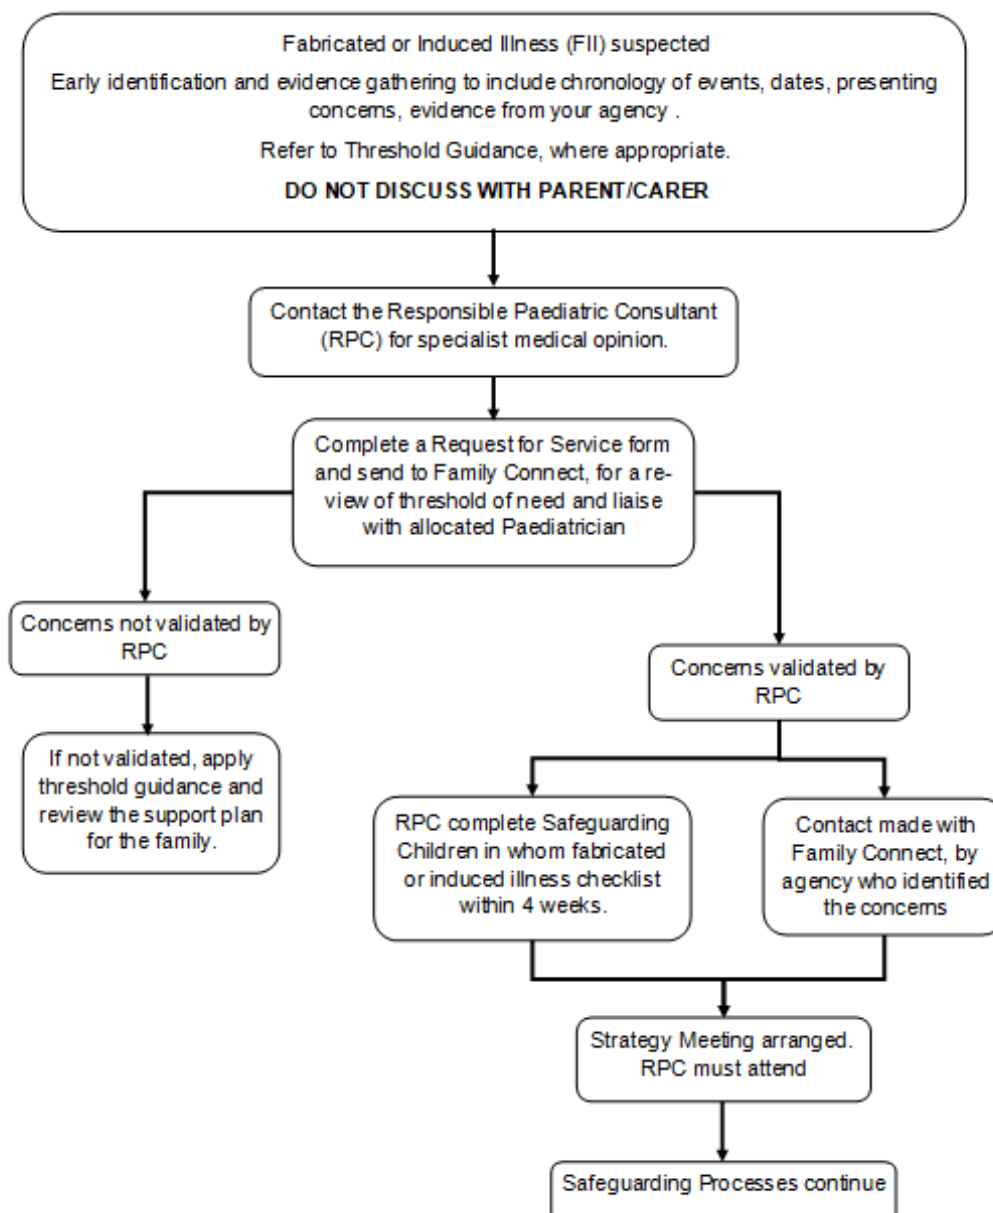 Fabricated or Induced Illness (FII) suspected
Early identification and evidence gathering to include chronology of events, dates, presenting
concerns, evidence from your agency .
Refer to Threshold Guidance, where appropriate.
DO NOT DISCUSS WITH PARENT/CARER
Contact the Responsible Paediatric Consultant
(RPC) for specialist medical opinion.
Complete a Request for Service form
and send to Family Connect, for a re-
view of threshold of need and liaise
with allocated Paediatrician
Concerns not validated by
RPC
If not validated, apply
threshold guidance and
review the support plan
for the family.
Concerns validated by
RPC
RPC complete Safeguarding
Children in whom fabricated
or induced illness checklist
within 4 weeks.
Contact made with
Family Connect, by
agency who identified
the concerns
Strategy Meeting arranged.
RPC must attend
Safeguarding Processes continue